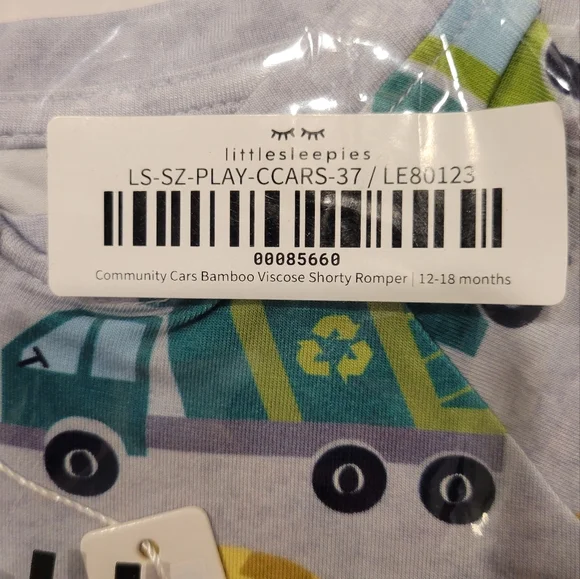 littlesleepies
LS-SZ-PLAY-CCARS-37 / LE80123
00085660
Community Cars Bamboo Viscose Shorty Romper | 12-18 months